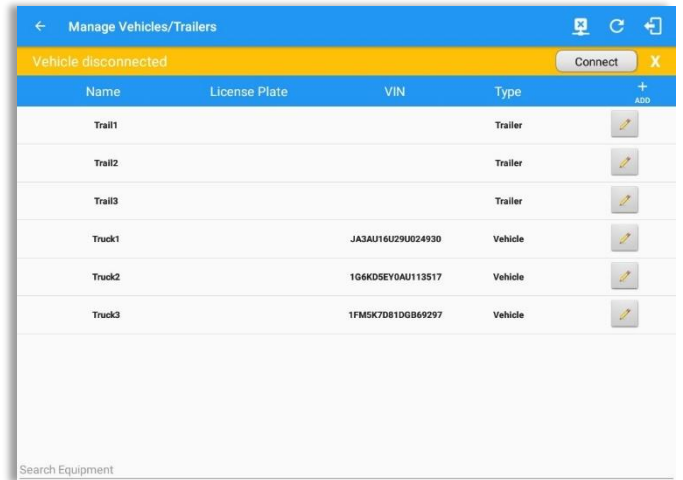 Manage Vehicles/Trailers
Vehicle disconnected Connect X
Name License Plate VIN Type + ADD
Trail1 Trailer
Trail2 Trailer
Trail3 Trailer
Truck1 JA3AU16U29U024930 Vehicle
Truck2 1G6KD5EY0AU113517 Vehicle
Truck3 1FM5K7D81DGB69297 Vehicle
Search Equipment